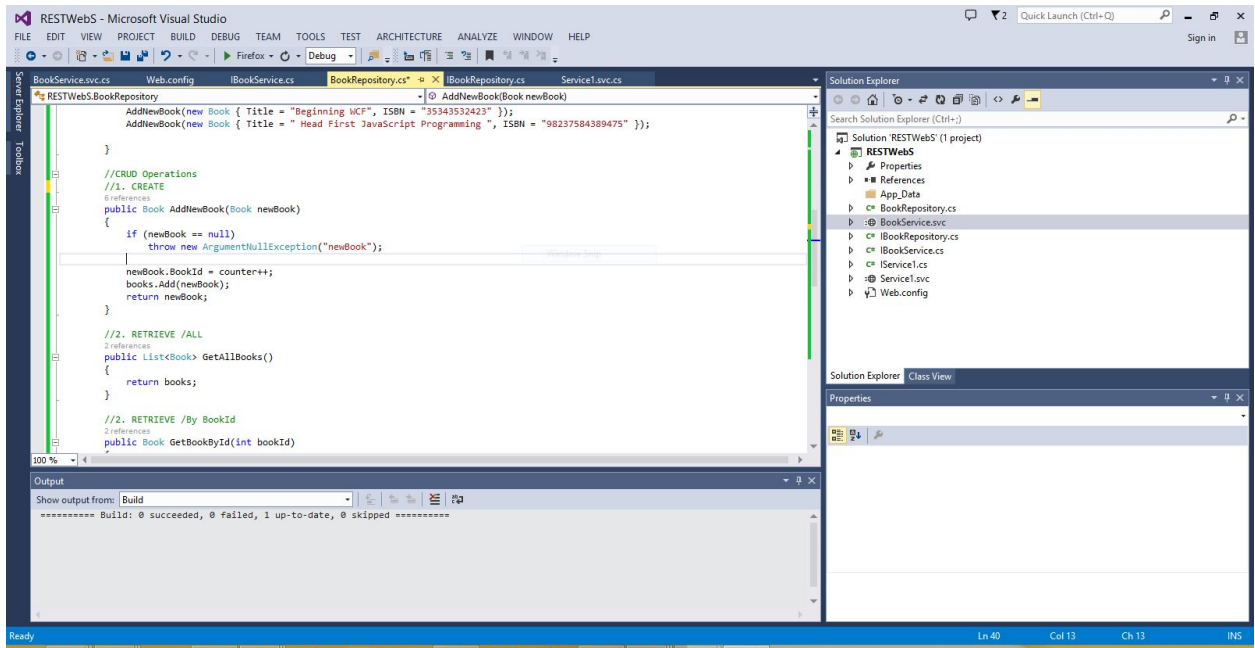 RESTWebS - Microsoft Visual Studio
2
Quick Launch (Ctrl+Q)
FILE EDIT VIEW PROJECT BUILD DEBUG TEAM TOOLS TEST ARCHITECTURE ANALYZE WINDOW HELP
Sign in
Firefox
Debug
Server Explorer
Toolbox
BookService.svc.cs Web.config IBookService.cs BookRepository.cs* IBookRepository.cs Service1.svc.cs
RESTWebS.BookRepository
AddNewBook(Book newBook)
AddNewBook(new Book { Title = "Beginning WCF", ISBN = "35343532423" });
AddNewBook(new Book { Title = " Head First JavaScript Programming ", ISBN = "98237584389475" });
}
//CRUD Operations
//1. CREATE
6 references
public Book AddNewBook(Book newBook)
{
if (newBook == null)
throw new ArgumentNullException("newBook");
newBook.BookId = counter++;
books.Add(newBook);
return newBook;
}
//2. RETRIEVE /ALL
2 references
public List<Book> GetAllBooks()
{
return books;
}
//2. RETRIEVE /By BookId
2 references
public Book GetBookById(int bookId)
100 %
Output
Show output from: Build
========== Build: 0 succeeded, 0 failed, 1 up-to-date, 0 skipped ==========
Solution Explorer
Search Solution Explorer (Ctrl+;)
Solution 'RESTWebS' (1 project)
RESTWebS
Properties
References
App_Data
C# BookRepository.cs
BookService.svc
C# IBookRepository.cs
C# IBookService.cs
C# IService1.cs
Service1.svc
Web.config
Solution Explorer Class View
Properties
Ready
Ln 40 Col 13 Ch 13 INS